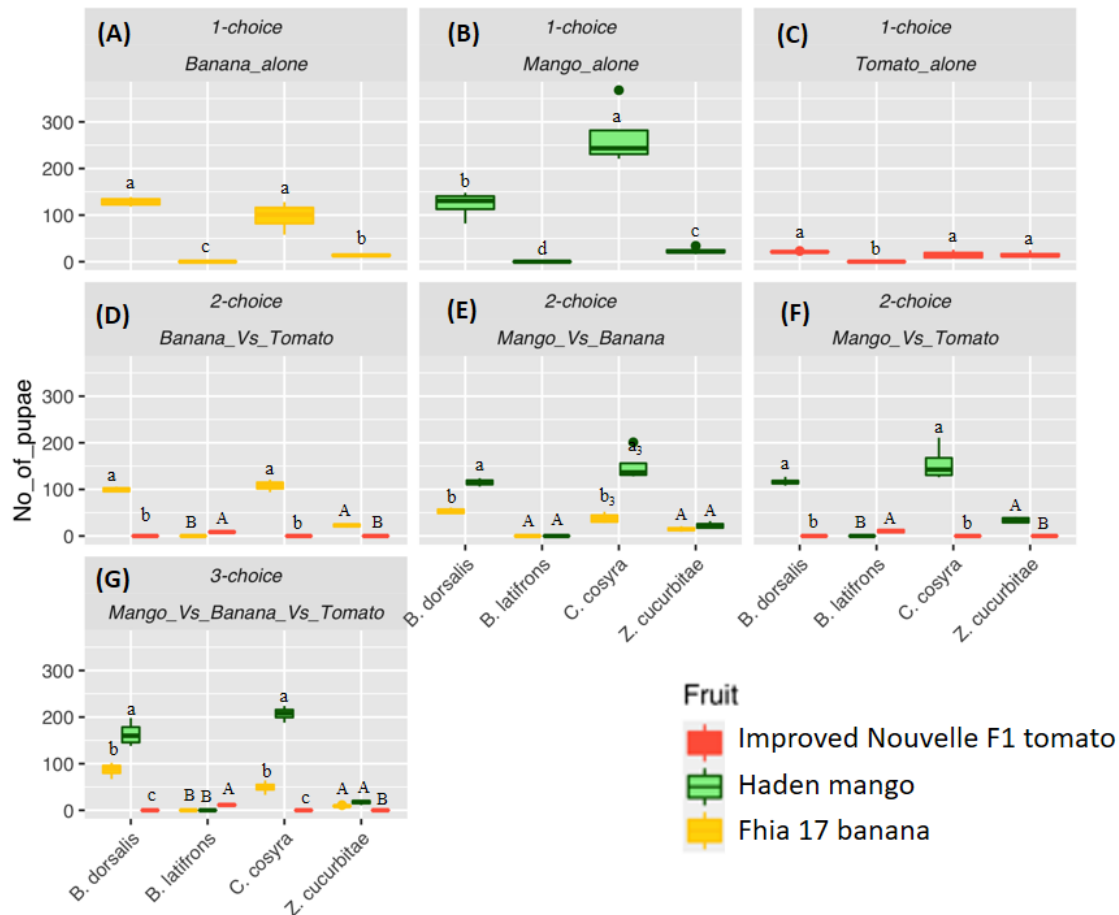 (A) 1-choice
Banana_alone
(B) 1-choice
Mango_alone
(C) 1-choice
Tomato_alone
300
200
100
0
a
c
a
b
b
d
a
c
a
b
a
a
(D) 2-choice
Banana_Vs_Tomato
(E) 2-choice
Mango_Vs_Banana
(F) 2-choice
Mango_Vs_Tomato
No_of_pupae
300
200
100
0
a
b
B
A
a
b
A
B
b
a
A
A
b3
a3
A
A
a
b
B
A
a
b
A
B
B. dorsalis
B. latifrons
C. cosyra
Z. cucurbitae
B. dorsalis
B. latifrons
C. cosyra
Z. cucurbitae
(G) 3-choice
Mango_Vs_Banana_Vs_Tomato
300
200
100
0
b
a
c
B
B
A
b
a
c
A
A
B
B. dorsalis
B. latifrons
C. cosyra
Z. cucurbitae
Fruit
Improved Nouvelle F1 tomato
Haden mango
Fhia 17 banana